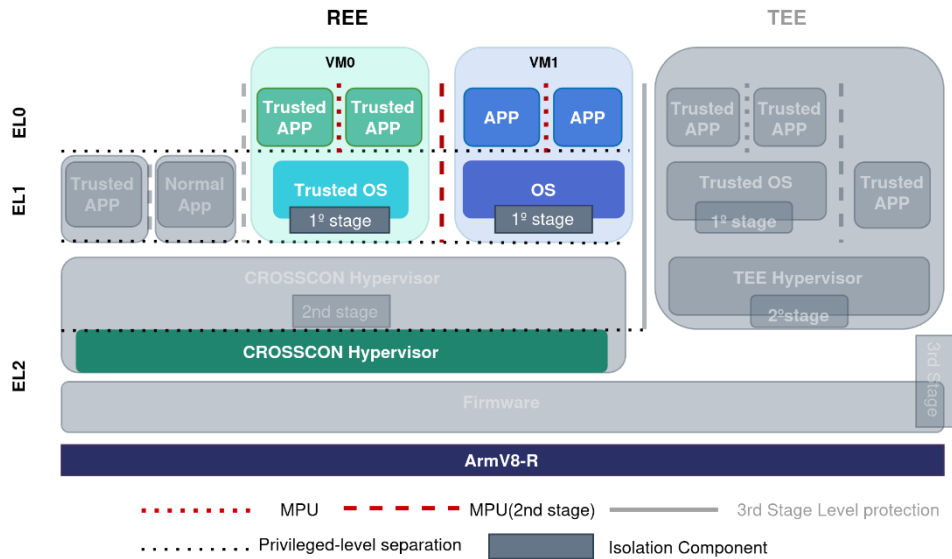 REE
TEE
VM0
VM1
EL0
Trusted
APP
Trusted
APP
APP
APP
Trusted
APP
Trusted
APP
EL1
Trusted
APP
Normal
App
Trusted OS
1º stage
OS
1º stage
Trusted OS
1º stage
Trusted
APP
CROSSCON Hypervisor
2nd stage
TEE Hypervisor
2ºstage
EL2
CROSSCON Hypervisor
3rd Stage
Firmware
ArmV8-R
MPU
MPU(2nd stage)
3rd Stage Level protection
Privileged-level separation
Isolation Component